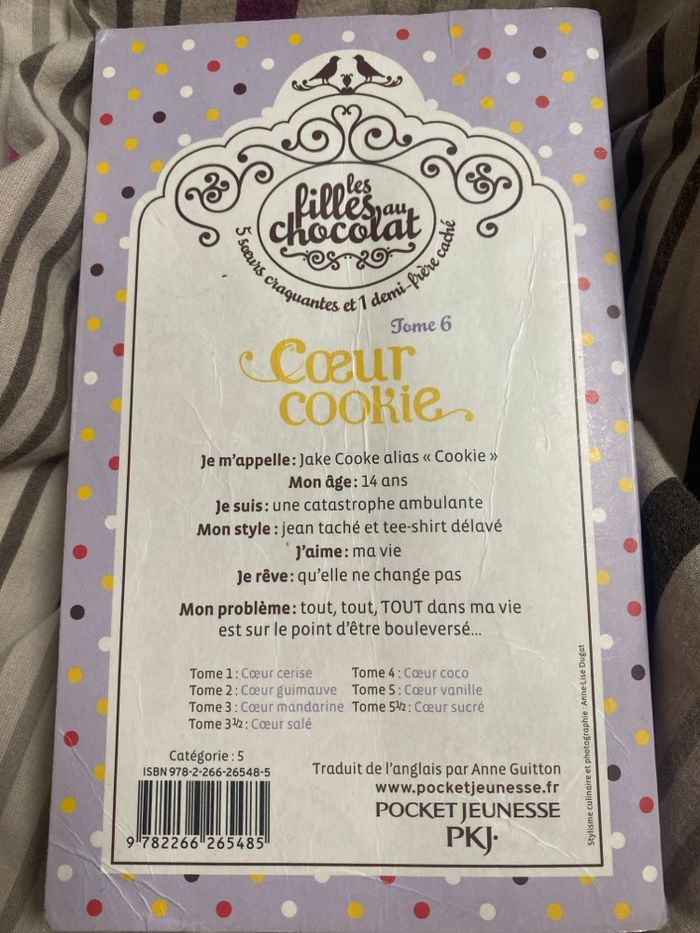 les
filles au
chocolat
5 sœurs craquantes et 1 demi-frère caché
Tome 6
Cœur
cookie
Je m'appelle : Jake Cooke alias « Cookie »
Mon âge : 14 ans
Je suis : une catastrophe ambulante
Mon style : jean taché et tee-shirt délavé
J'aime : ma vie
Je rêve : qu'elle ne change pas
Mon problème : tout, tout, TOUT dans ma vie
est sur le point d'être bouleversé...
Tome 1 : Cœur cerise
Tome 2 : Cœur guimauve
Tome 3 : Cœur mandarine
Tome 3½ : Cœur salé
Tome 4 : Cœur coco
Tome 5 : Cœur vanille
Tome 5½ : Cœur sucré
Catégorie : 5
ISBN 978-2-266-26548-5
9 782266 265485
Traduit de l'anglais par Anne Guitton
www.pocketjeunesse.fr
POCKET JEUNESSE
PKJ·
Stylisme culinaire et photographie : Anne-Lise Dugat